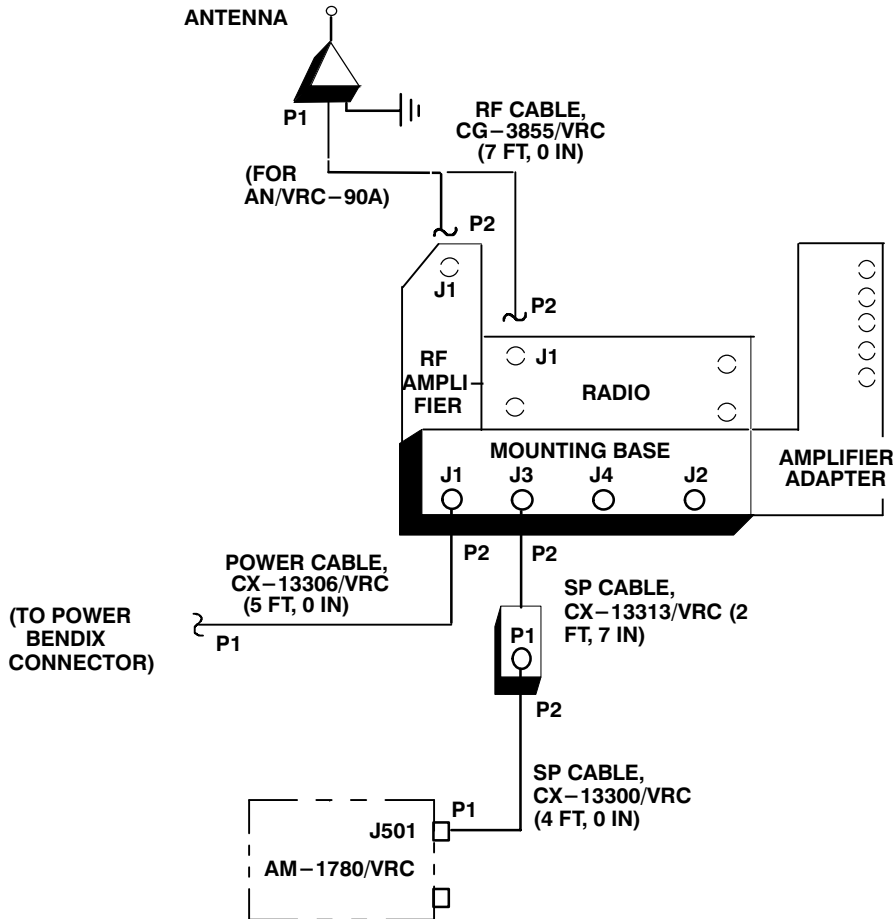 ANTENNA
P1
RF CABLE,
CG−3855/VRC
(7 FT, 0 IN)
(FOR
AN/VRC−90A)
P2
J1
P2
J1
RF
AMPLI−
FIER
RADIO
MOUNTING BASE
J1
J3
J4
J2
AMPLIFIER
ADAPTER
P2
P2
POWER CABLE,
CX−13306/VRC
(5 FT, 0 IN)
(TO POWER
BENDIX
CONNECTOR)
P1
SP CABLE,
CX−13313/VRC (2
FT, 7 IN)
P1
P2
SP CABLE,
CX−13300/VRC
(4 FT, 0 IN)
P1
J501
AM−1780/VRC